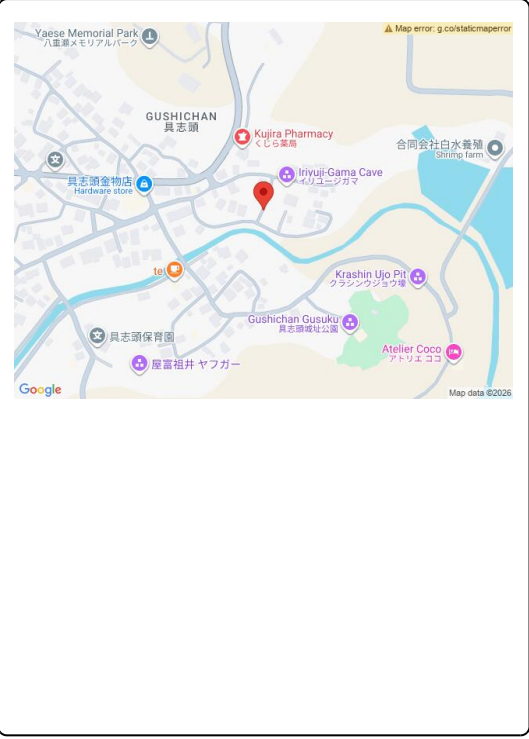 Yaese Memorial Park
八重瀬メモリアルパーク
Map error: g.co/staticmaperror
GUSHICHAN
具志頭
Kujira Pharmacy
くじら薬局
合同会社白水養殖
Shrimp farm
Iriyuji-Gama Cave
イリユージガマ
具志頭金物店
Hardware store
te
Krashin Ujo Pit
クラシンウジョウ壕
Gushichan Gusuku
具志頭城址公園
具志頭保育園
Atelier Coco
アトリエ ココ
屋富祖井 ヤフガー
Google
Map data ©2026